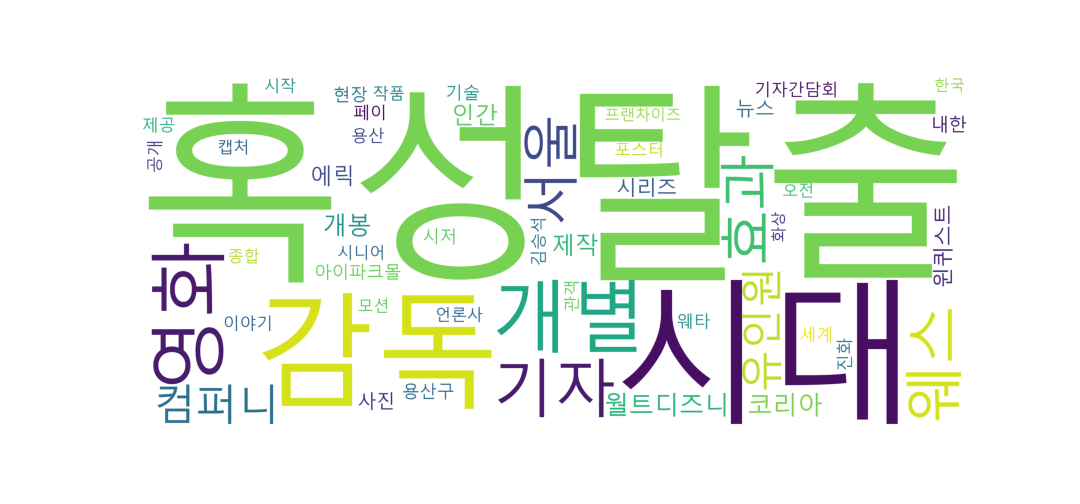 혹성탈출
시대
감독
영화
기자
개별
서울
효과
유인원
웨스
컴퍼니
제작
월트디즈니
코리아
개봉
에릭
인간
시리즈
시작
현장
작품
기술
페이
용산
제공
공개
캡처
프랜차이즈
포스터
기자간담회
뉴스
한국
내한
오전
화상
윈퀴스트
시저
김승석
시니어
종합
아이파크몰
모션
이야기
언론사
관객
웨타
세계
진화
사진
용산구